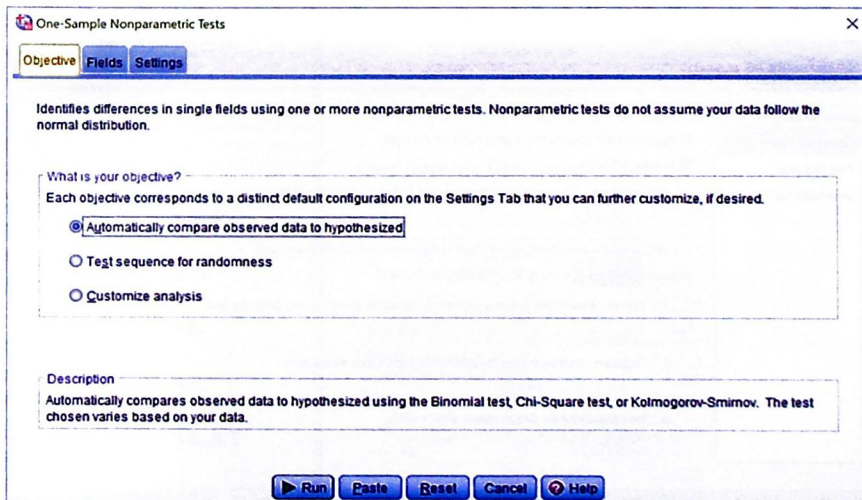 One-Sample Nonparametric Tests
Objective Fields Settings
Identifies differences in single fields using one or more nonparametric tests. Nonparametric tests do not assume your data follow the
normal distribution.
What is your objective?
Each objective corresponds to a distinct default configuration on the Settings Tab that you can further customize, if desired.
Automatically compare observed data to hypothesized
Test sequence for randomness
Customize analysis
Description
Automatically compares observed data to hypothesized using the Binomial test, Chi-Square test, or Kolmogorov-Smirnov. The test
chosen varies based on your data.
Run Paste Reset Cancel Help